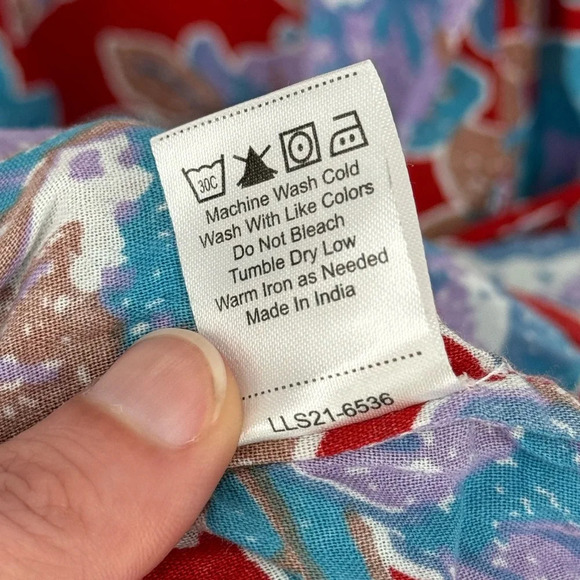 30C
Machine Wash Cold
Wash With Like Colors
Do Not Bleach
Tumble Dry Low
Warm Iron as Needed
Made In India
LLS21-6536